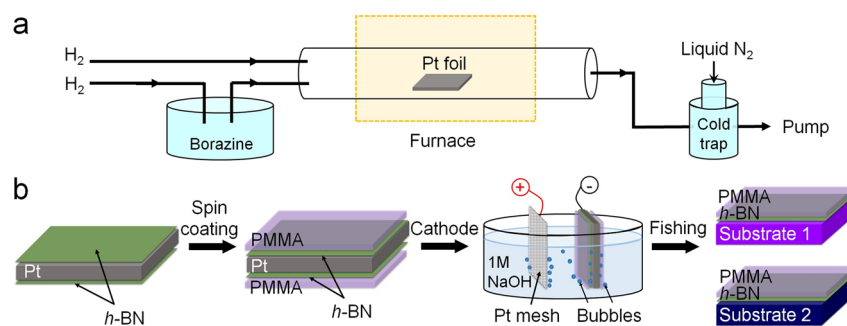 a
H2
H2
Borazine
Pt foil
Furnace
Liquid N2
Cold
trap
Pump
b
Pt
h-BN
Spin
coating
PMMA
h-BN
Pt
PMMA
h-BN
Cathode
+
-
1M
NaOH
Pt mesh
Bubbles
Fishing
PMMA
h-BN
Substrate 1
PMMA
h-BN
Substrate 2